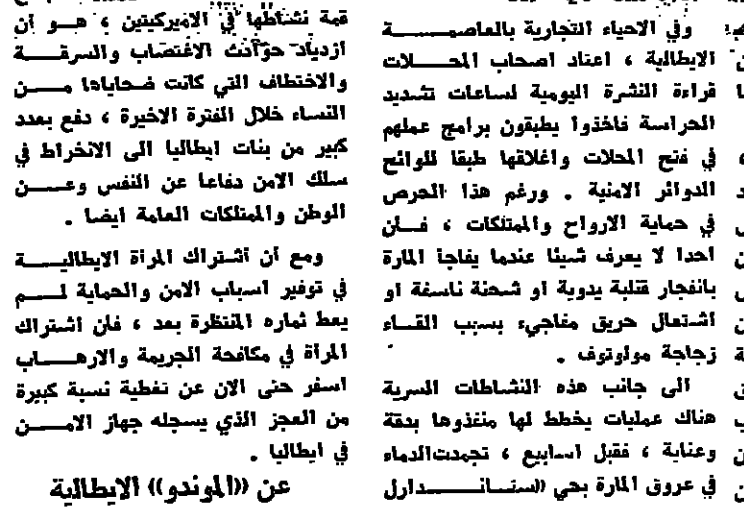 وفي الاحياء التجارية بالعاصمة
الايطالية ، اعتاد اصحاب المحلات
قراءة النشرة اليومية لساعات تشديد
الحراسة فاخذوا يطبقون برامج عملهم
في فتح المحلات واغلاقها طبقا للوائح
الدوائر الامنية . ورغم هذا الحرص
في حماية الارواح والممتلكات ، فان
احدا لا يعرف شيئا عندما يفاجأ المارة
بانفجار قنبلة يدوية او شحنة ناسفة او
اشتعال حريق مفاجيء بسبب القاء
زجاجة مولوتوف .
الى جانب هذه النشاطات السرية
هناك عمليات يخطط لها منفذوها بدقة
وعناية ، فقبل اسابيع ، تجمدت الدماء
في عروق المارة بحي «ستانـدارل
قمة نشاطها في الاميركيتين ، هو أن
ازدياد حوادث الاغتصاب والسرقة
والاختطاف التي كانت ضحاياها من
النساء خلال الفترة الاخيرة ، دفع بعدد
كبير من بنات ايطاليا الى الانخراط في
سلك الامن دفاعا عن النفس وعن
الوطن والممتلكات العامة ايضا .
ومع أن اشتراك المرأة الايطالية
في توفير اسباب الامن والحماية لم
يعط ثماره المنتظرة بعد ، فان اشتراك
المرأة في مكافحة الجريمة والارهاب
اسفر حتى الان عن تغطية نسبة كبيرة
من العجز الذي يسجله جهاز الامن
في ايطاليا .
عن «الموندو» الايطالية